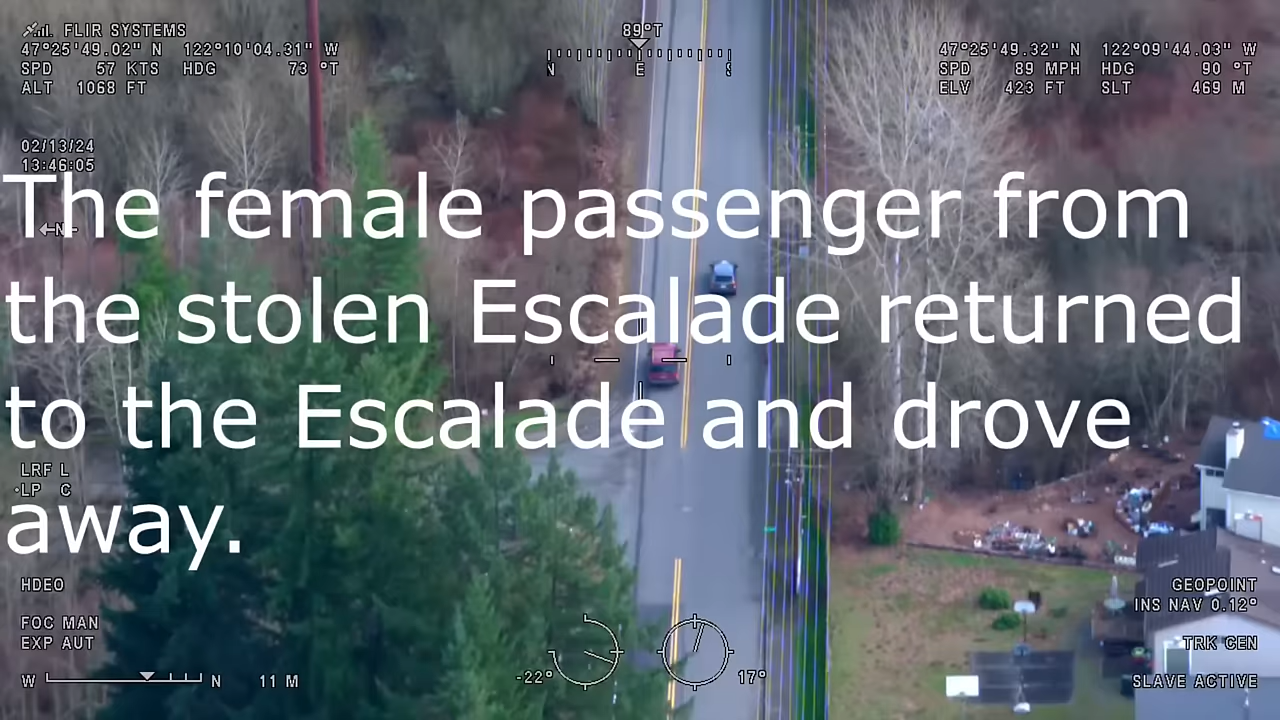 FLIR SYSTEMS
47°25'49.02" N 122°10'04.31" W
SPD 57 KTS HDG 73 °T
ALT 1068 FT
89°T
N E S
47°25'49.32" N 122°09'44.03" W
SPD 89 MPH HDG 90 °T
ELV 423 FT SLT 469 M
02/13/24
13:46:05
The female passenger from
N
the stolen Escalade returned
to the Escalade and drove
LRF L
LP C
away.
HDEO
GEOPOINT
INS NAV 0.12°
FOC MAN
EXP AUT
TRK CEN
W N 11 M
-22° 17°
SLAVE ACTIVE